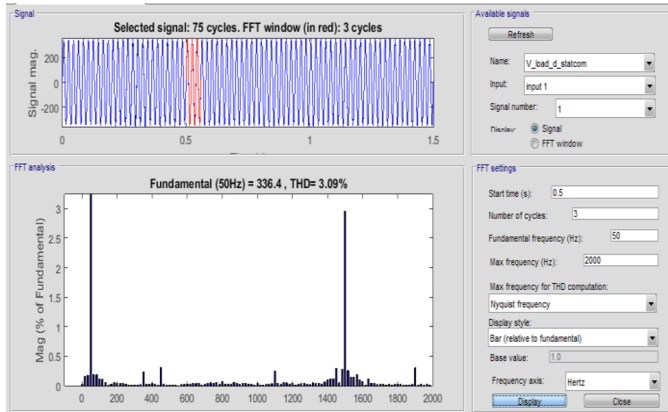 Signal
Selected signal: 75 cycles. FFT window (in red): 3 cycles
Signal mag.
200
0
-200
0
0.5
1
1.5
FFT analysis
Fundamental (50Hz) = 336.4 , THD= 3.09%
Mag (% of Fundamental)
3
2.5
2
1.5
1
0.5
0
0 200 400 600 800 1000 1200 1400 1600 1800 2000
Available signals
Refresh
Name: V_load_d_statcom
Input: input 1
Signal number: 1
Display: Signal
FFT window
FFT settings
Start time (s): 0.5
Number of cycles: 3
Fundamental frequency (Hz): 50
Max frequency (Hz): 2000
Max frequency for THD computation:
Nyquist frequency
Display style:
Bar (relative to fundamental)
Base value: 1.0
Frequency axis: Hertz
Display Close